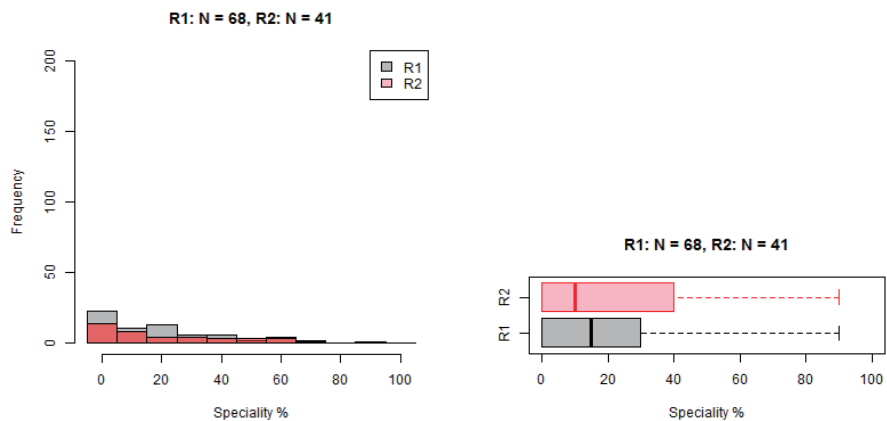 R1: N = 68, R2: N = 41
200
150
100
50
0
Frequency
R1
R2
0 20 40 60 80 100
Speciality %
R1: N = 68, R2: N = 41
R2
R1
0 20 40 60 80 100
Speciality %